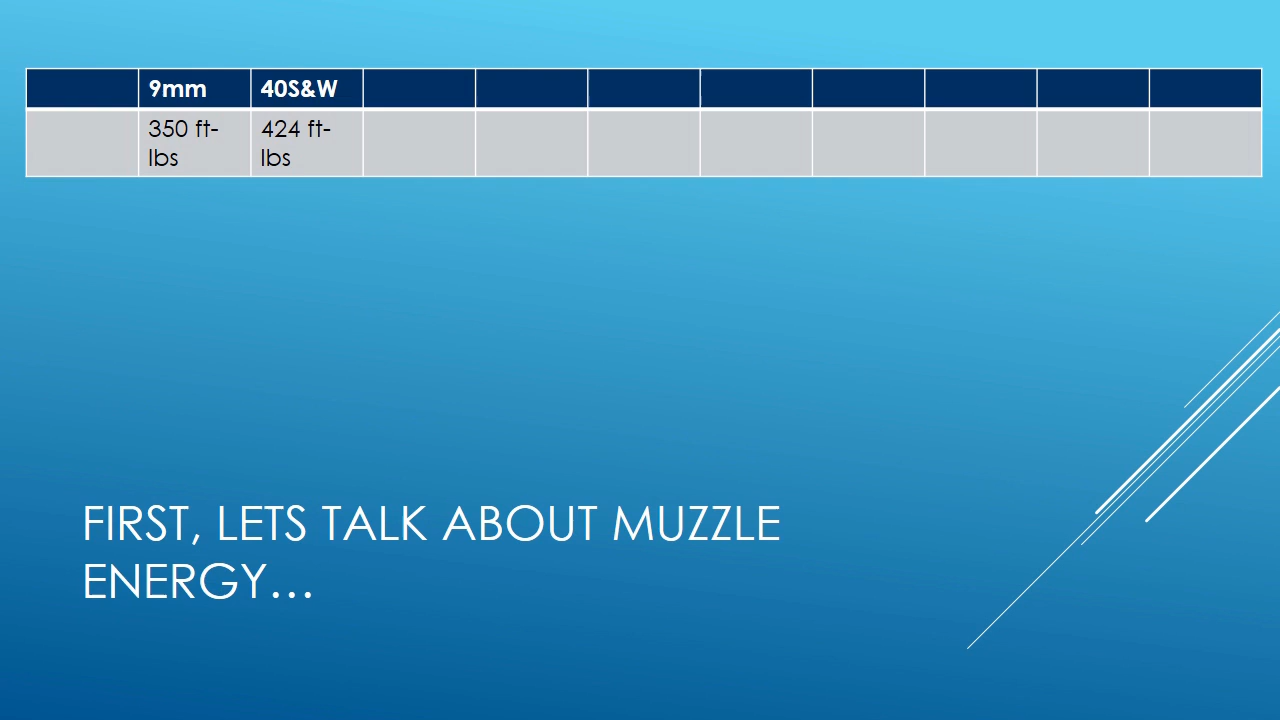 9mm 40S&W
350 ft- 424 ft-
lbs lbs
FIRST, LETS TALK ABOUT MUZZLE
ENERGY…